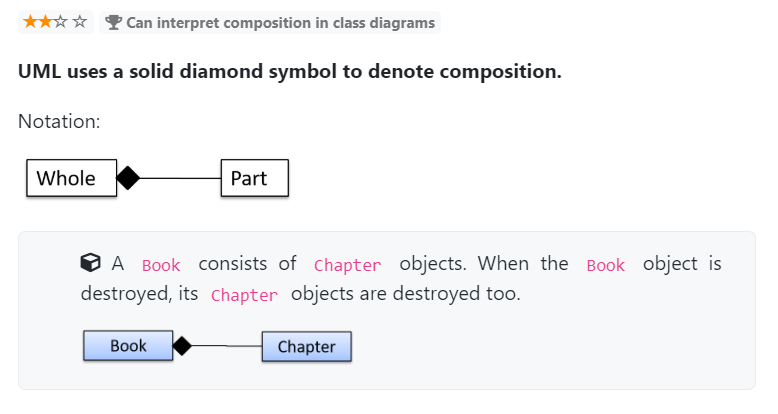 Can interpret composition in class diagrams
UML uses a solid diamond symbol to denote composition.
Notation:
Whole Part
A Book consists of Chapter objects. When the Book object is
destroyed, its Chapter objects are destroyed too.
Book Chapter